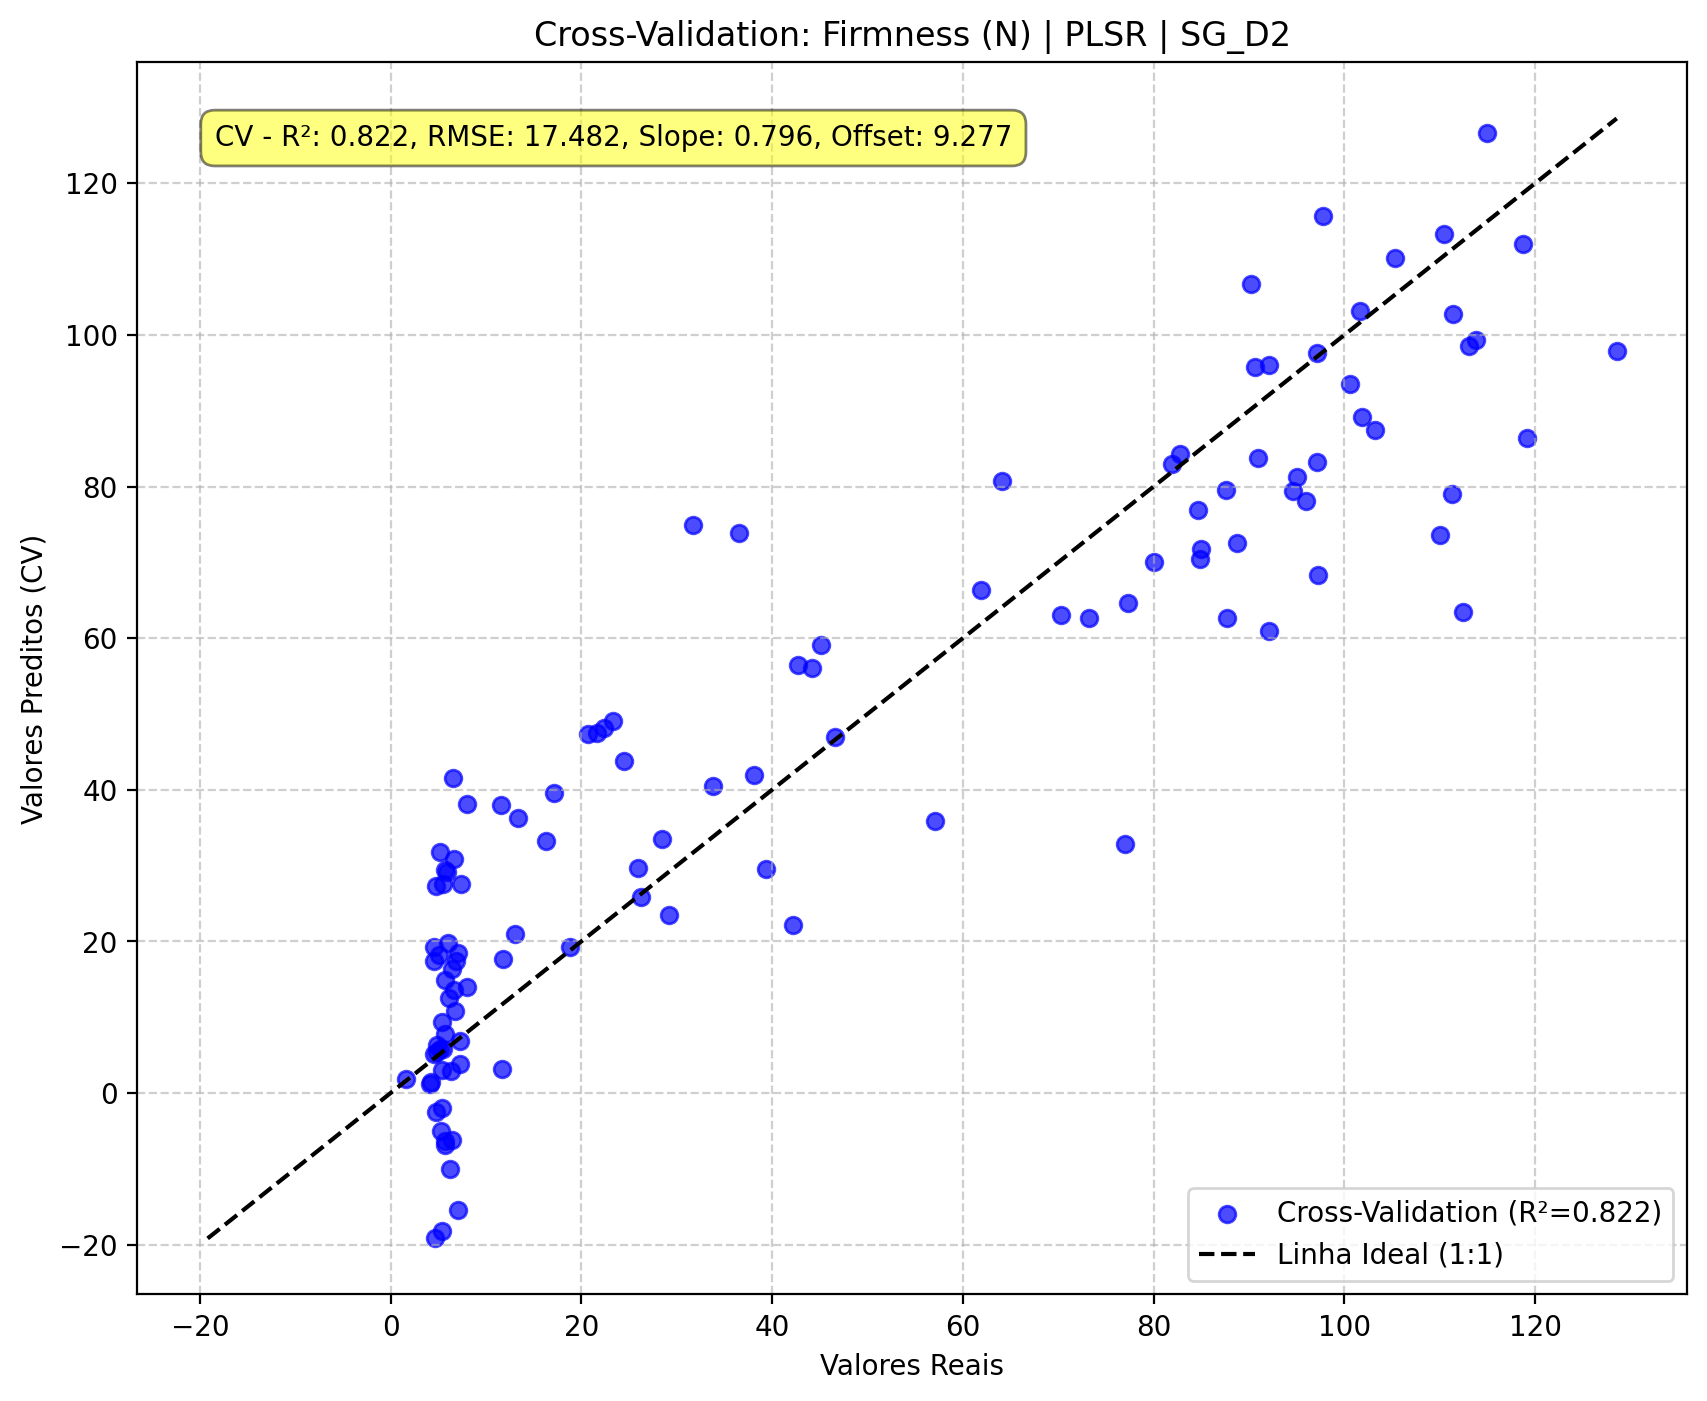 Cross-Validation: Firmness (N) | PLSR | SG_D2
CV - R²: 0.822, RMSE: 17.482, Slope: 0.796, Offset: 9.277
Valores Preditos (CV)
120
100
80
60
40
20
0
−20
Cross-Validation (R²=0.822)
Linha Ideal (1:1)
−20 0 20 40 60 80 100 120
Valores Reais